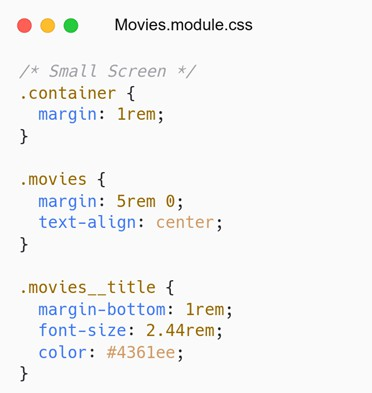 Movies.module.css
/* Small Screen */
.container {
  margin: 1rem;
}

.movies {
  margin: 5rem 0;
  text-align: center;
}

.movies__title {
  margin-bottom: 1rem;
  font-size: 2.44rem;
  color: #4361ee;
}